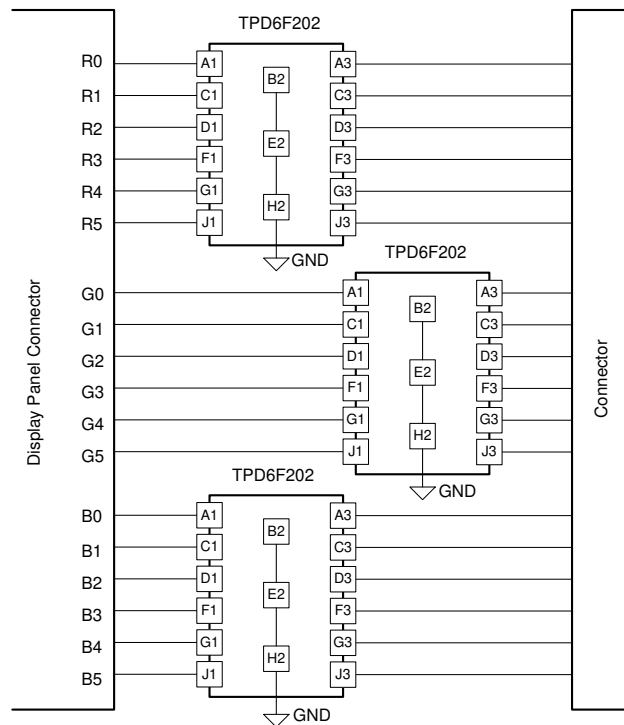 TPD6F202
R0 A1 A3
B2
R1 C1 C3
R2 D1 D3
E2
R3 F1 F3
R4 G1 G3
H2
R5 J1 J3
GND
TPD6F202
G0 A1 A3
B2
G1 C1 C3
G2 D1 D3
E2
G3 F1 F3
G4 G1 G3
H2
G5 J1 J3
GND
TPD6F202
B0 A1 A3
B2
B1 C1 C3
B2 D1 D3
E2
B3 F1 F3
B4 G1 G3
H2
B5 J1 J3
GND
Display Panel Connector
Connector